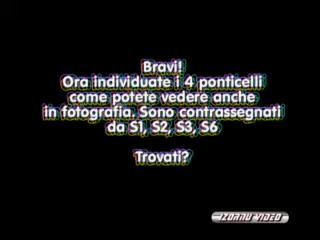 Bravi!
Ora individuate i 4 ponticelli
come potete vedere anche
in fotografia. Sono contrassegnati
da S1, S2, S3, S6
Trovati?
IZORNU VIDEO